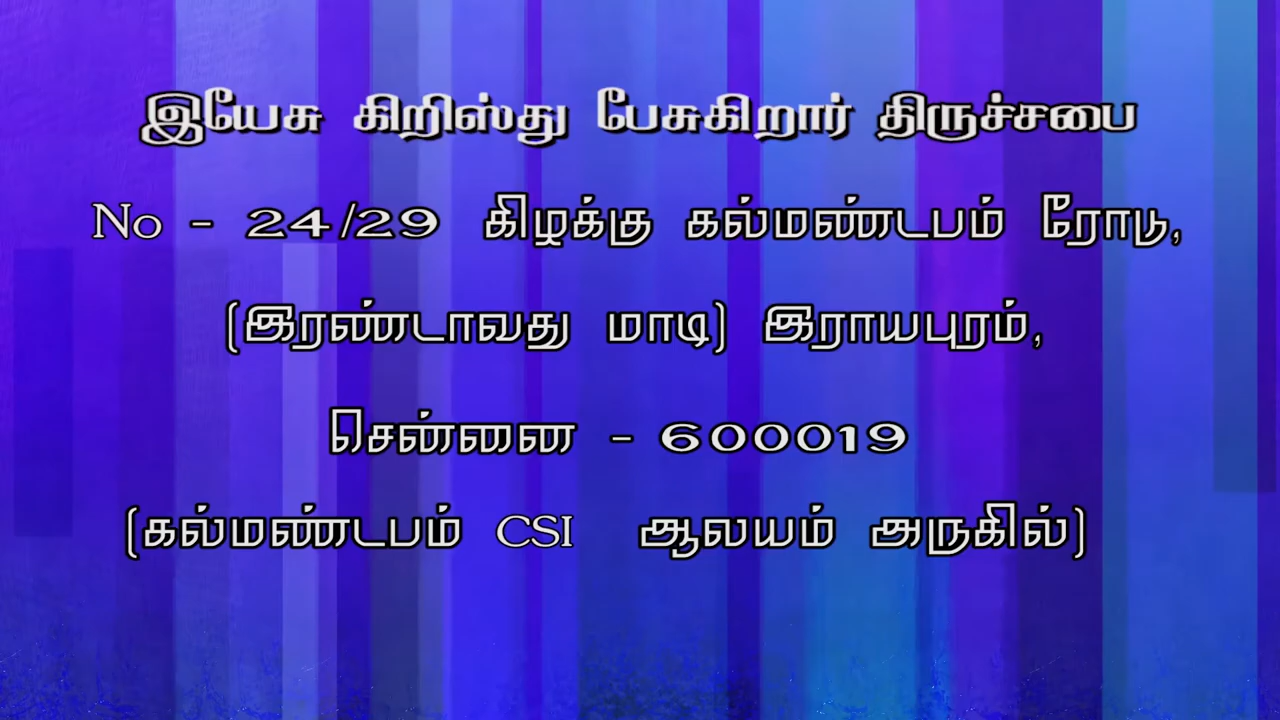 இயேசு கிறிஸ்து பேசுகிறார் திருச்சபை
No - 24/29 கிழக்கு கல்மண்டபம் ரோடு,
(இரண்டாவது மாடி) இராயபுரம்,
சென்னை - 600019
(கல்மண்டபம் CSI ஆலயம் அருகில்)